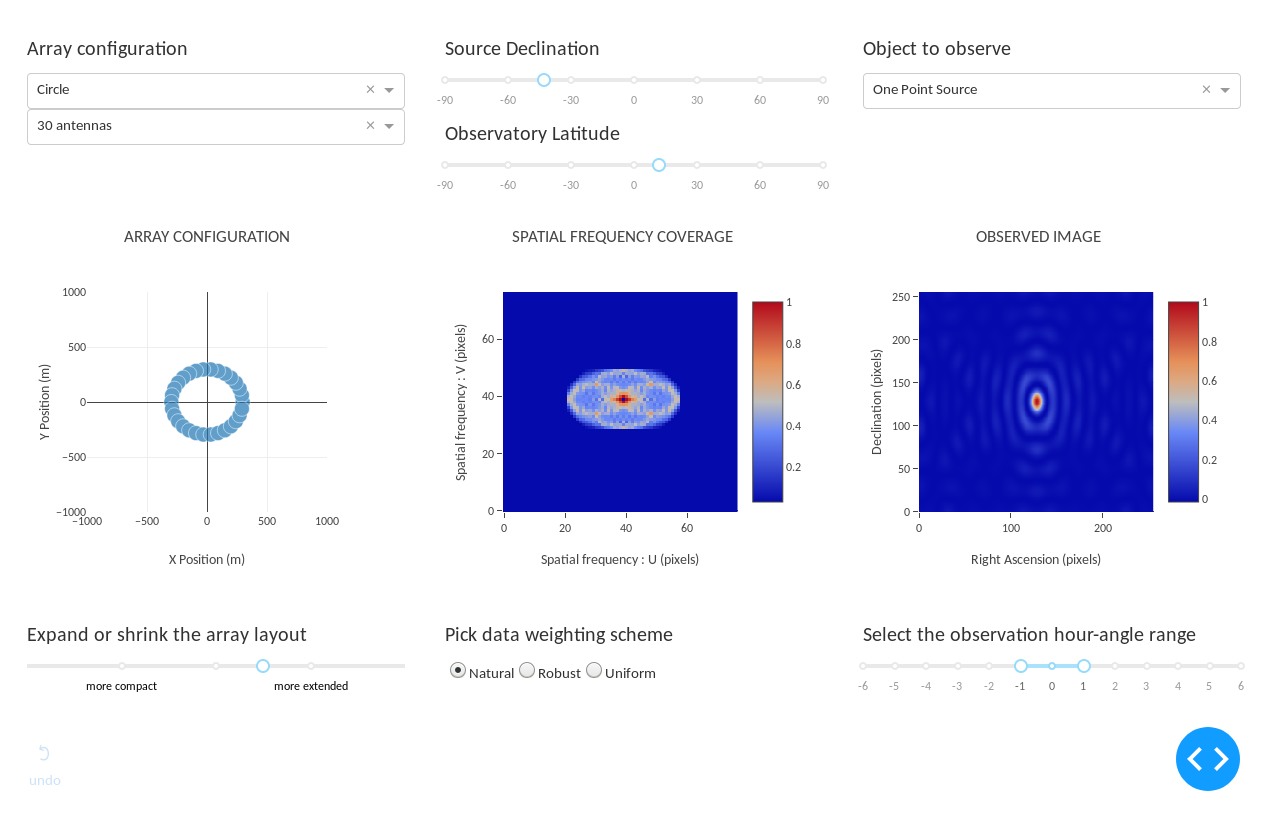 Array configuration
Source Declination
Object to observe
Circle
30 antennas
-90 -60 -30 0 30 60 90
One Point Source
Observatory Latitude
-90 -60 -30 0 30 60 90
ARRAY CONFIGURATION
SPATIAL FREQUENCY COVERAGE
OBSERVED IMAGE
1000
500
0
−500
−1000
−1000 −500 0 500 1000
Y Position (m)
X Position (m)
60
40
20
0
0 20 40 60
Spatial frequency : V (pixels)
Spatial frequency : U (pixels)
1
0.8
0.6
0.4
0.2
250
200
150
100
50
0
0 100 200
Declination (pixels)
Right Ascension (pixels)
1
0.8
0.6
0.4
0.2
0
Expand or shrink the array layout
more compact more extended
Pick data weighting scheme
Natural Robust Uniform
Select the observation hour-angle range
-6 -5 -4 -3 -2 -1 0 1 2 3 4 5 6
undo